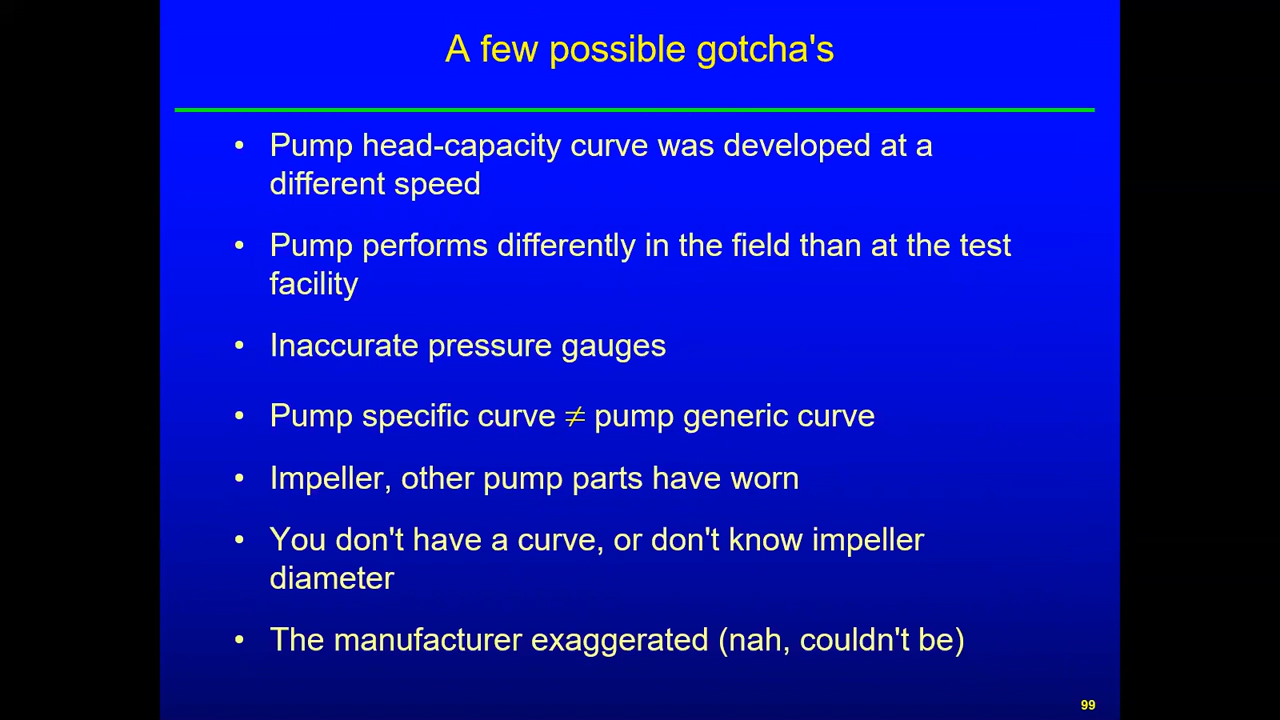 A few possible gotcha's
• Pump head-capacity curve was developed at a
different speed
• Pump performs differently in the field than at the test
facility
• Inaccurate pressure gauges
• Pump specific curve ≠ pump generic curve
• Impeller, other pump parts have worn
• You don't have a curve, or don't know impeller
diameter
• The manufacturer exaggerated (nah, couldn't be)
99